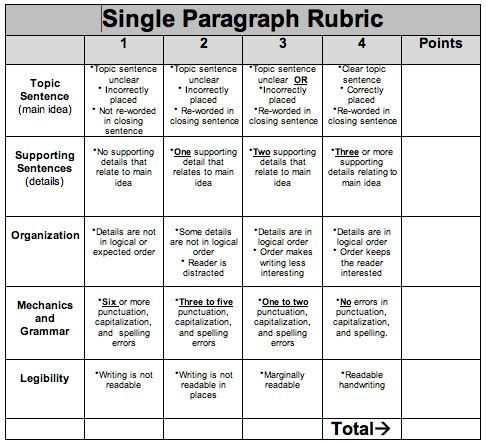 Single Paragraph Rubric
1 2 3 4 Points
Topic
Sentence
(main idea)
*Topic sentence
unclear
* Incorrectly
placed
* Not re-worded
in closing
sentence
*Topic sentence
unclear
* Incorrectly
placed
* Re-worded in
closing sentence
*Topic sentence
unclear OR
*Incorrectly
placed
*Re-worded in
closing sentence
*Clear topic
sentence
* Correctly
placed
*Re-worded in
closing sentence
Supporting
Sentences
(details)
*No supporting
details that
relate to main
idea
*One supporting
detail that
relates to main
idea
*Two supporting
details that
relate to main
idea
*Three or more
supporting
details relating to
main idea
Organization
*Details are not
in logical or
expected order
*Some details
are not in logical
order
* Reader is
distracted
*Details are in
logical order
* Order makes
writing less
interesting
*Details are in
logical order
* Order keeps
the reader
interested
Mechanics
and
Grammar
*Six or more
punctuation,
capitalization,
and spelling
errors
*Three to five
punctuation,
capitalization,
and spelling
errors
*One to two
punctuation,
capitalization,
and spelling
errors
*No errors in
punctuation,
capitalization,
and spelling.
Legibility
*Writing is not
readable
*Writing is not
readable in
places
*Marginally
readable
*Readable
handwriting
Total→